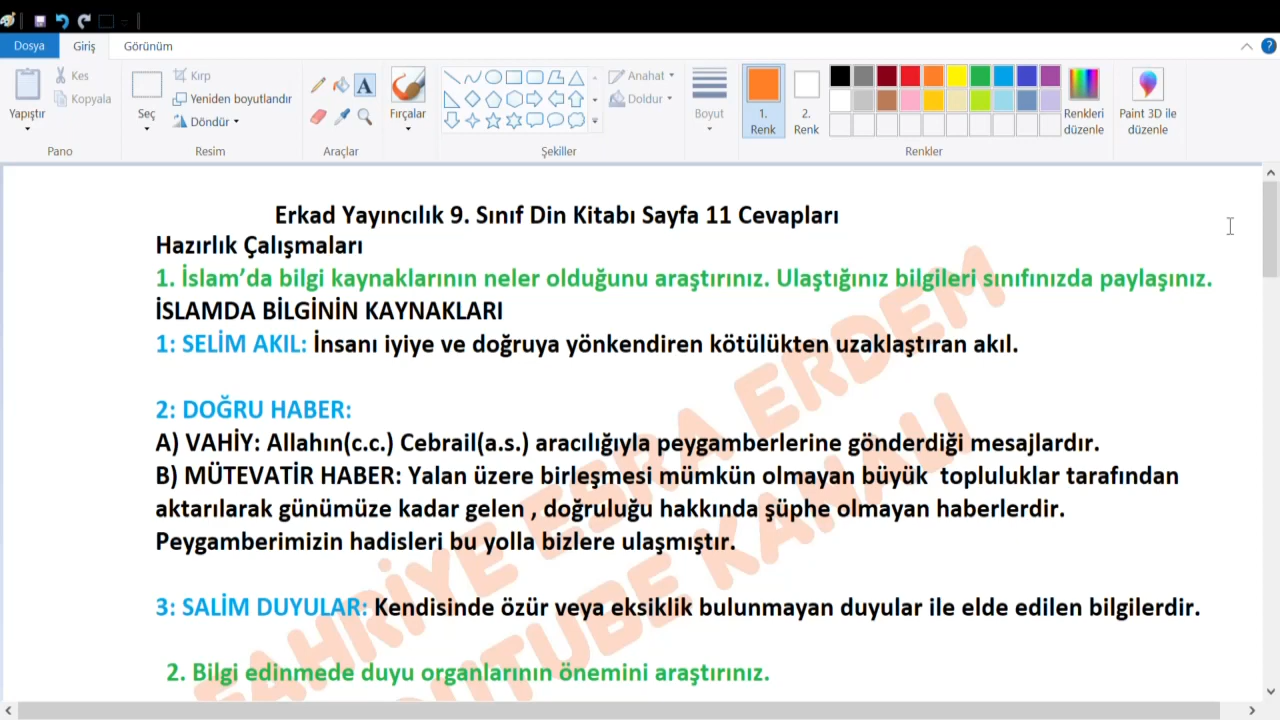 Dosya Giriş Görünüm
Yapıştır
Kes
Kopyala
Pano
Seç
Kırp
Yeniden boyutlandır
Döndür
Resim
Araçlar
Fırçalar
Şekiller
Anahat
Doldur
Boyut
1. Renk
2. Renk
Renkler
Renkleri düzenle
Paint 3D ile düzenle
Erkad Yayıncılık 9. Sınıf Din Kitabı Sayfa 11 Cevapları
Hazırlık Çalışmaları
1. İslam’da bilgi kaynaklarının neler olduğunu araştırınız. Ulaştığınız bilgileri sınıfınızda paylaşınız.
İSLAMDA BİLGİNİN KAYNAKLARI
1: SELİM AKIL: İnsanı iyiye ve doğruya yönkendiren kötülükten uzaklaştıran akıl.
2: DOĞRU HABER:
A) VAHİY: Allahın(c.c.) Cebrail(a.s.) aracılığıyla peygamberlerine gönderdiği mesajlardır.
B) MÜTEVATİR HABER: Yalan üzere birleşmesi mümkün olmayan büyük  topluluklar tarafından
aktarılarak günümüze kadar gelen , doğruluğu hakkında şüphe olmayan haberlerdir.
Peygamberimizin hadisleri bu yolla bizlere ulaşmıştır.
3: SALİM DUYULAR: Kendisinde özür veya eksiklik bulunmayan duyular ile elde edilen bilgilerdir.
2. Bilgi edinmede duyu organlarının önemini araştırınız.
FAHRİYE ESRA ERDEM
YOUTUBE KANALI